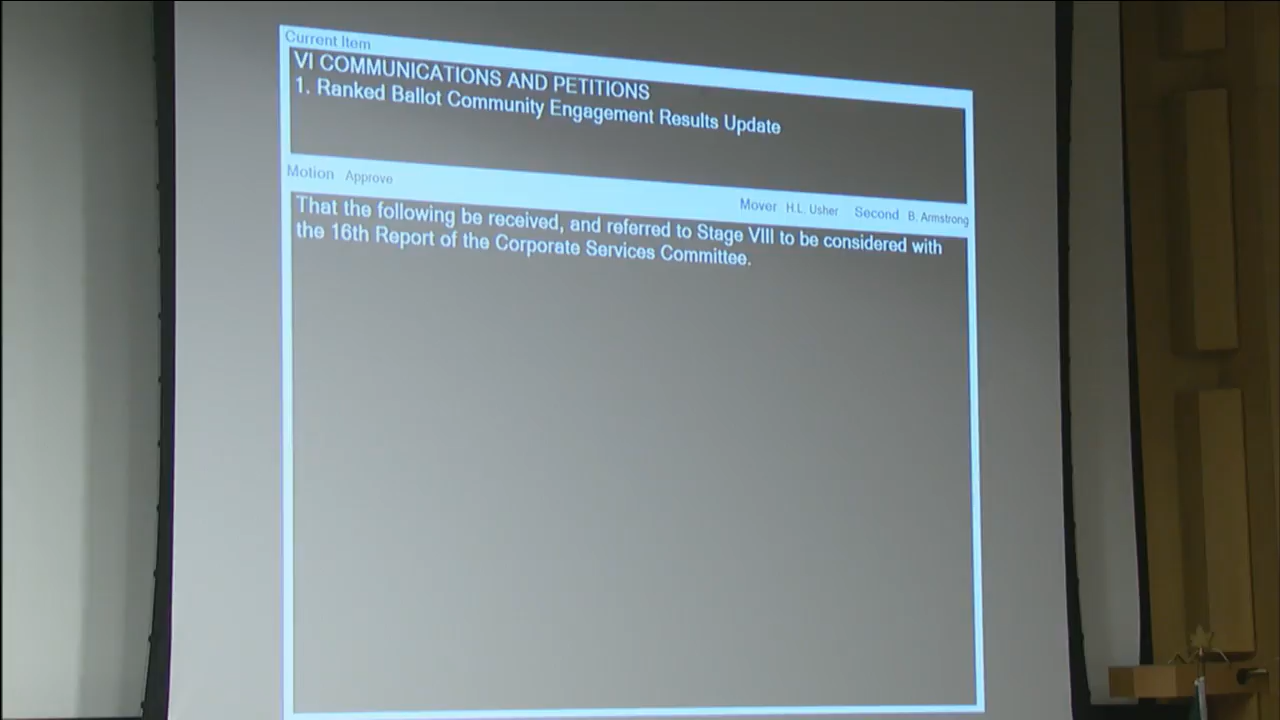 Current Item
VI COMMUNICATIONS AND PETITIONS
1. Ranked Ballot Community Engagement Results Update
Motion Approve
Mover H.L. Usher Second B. Armstrong
That the following be received, and referred to Stage VIII to be considered with
the 16th Report of the Corporate Services Committee.